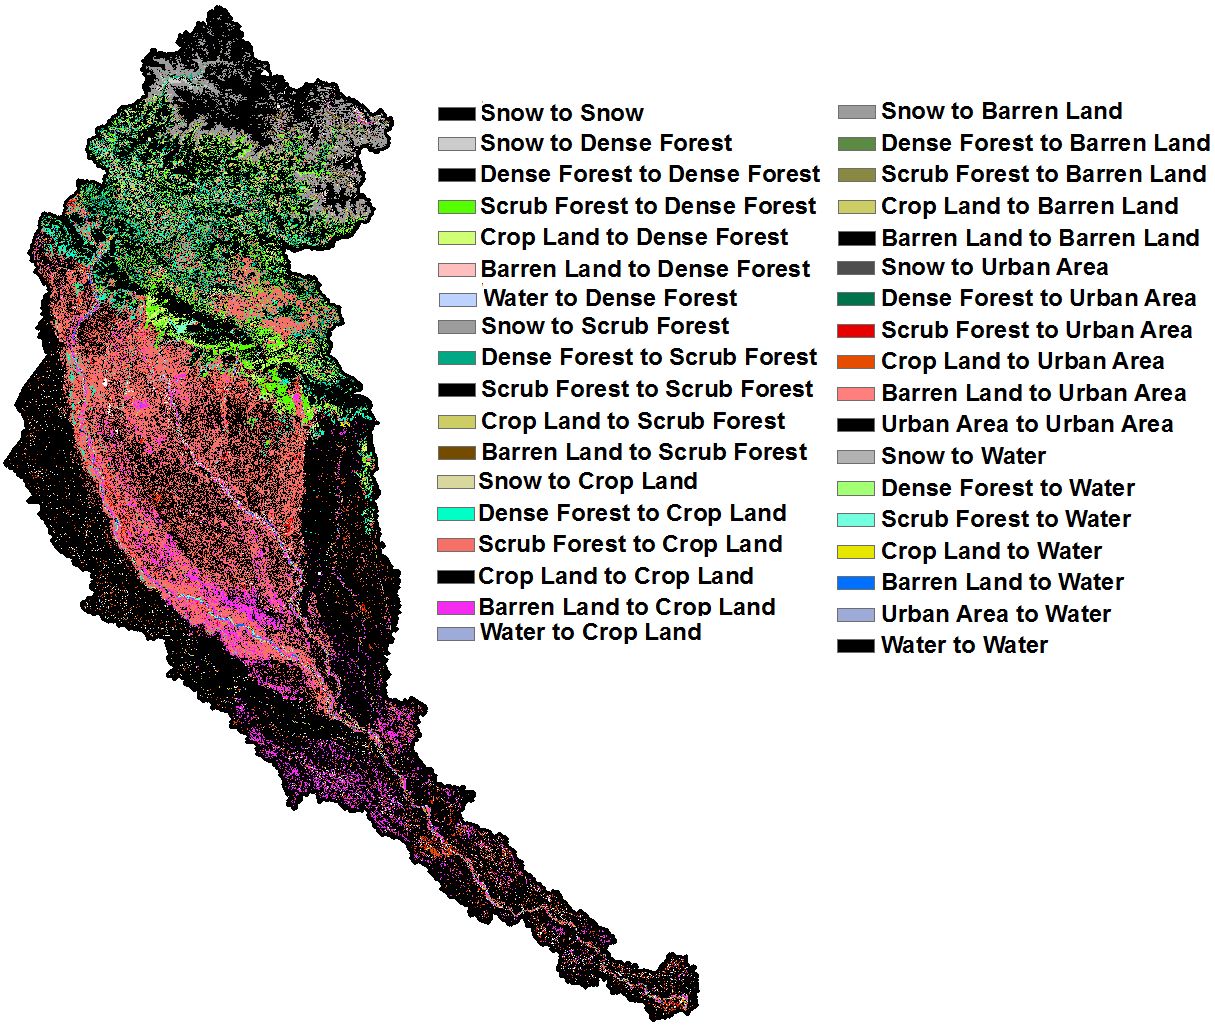 Snow to Snow
Snow to Dense Forest
Dense Forest to Dense Forest
Scrub Forest to Dense Forest
Crop Land to Dense Forest
Barren Land to Dense Forest
Water to Dense Forest
Snow to Scrub Forest
Dense Forest to Scrub Forest
Scrub Forest to Scrub Forest
Crop Land to Scrub Forest
Barren Land to Scrub Forest
Snow to Crop Land
Dense Forest to Crop Land
Scrub Forest to Crop Land
Crop Land to Crop Land
Barren Land to Crop Land
Water to Crop Land
Snow to Barren Land
Dense Forest to Barren Land
Scrub Forest to Barren Land
Crop Land to Barren Land
Barren Land to Barren Land
Snow to Urban Area
Dense Forest to Urban Area
Scrub Forest to Urban Area
Crop Land to Urban Area
Barren Land to Urban Area
Urban Area to Urban Area
Snow to Water
Dense Forest to Water
Scrub Forest to Water
Crop Land to Water
Barren Land to Water
Urban Area to Water
Water to Water